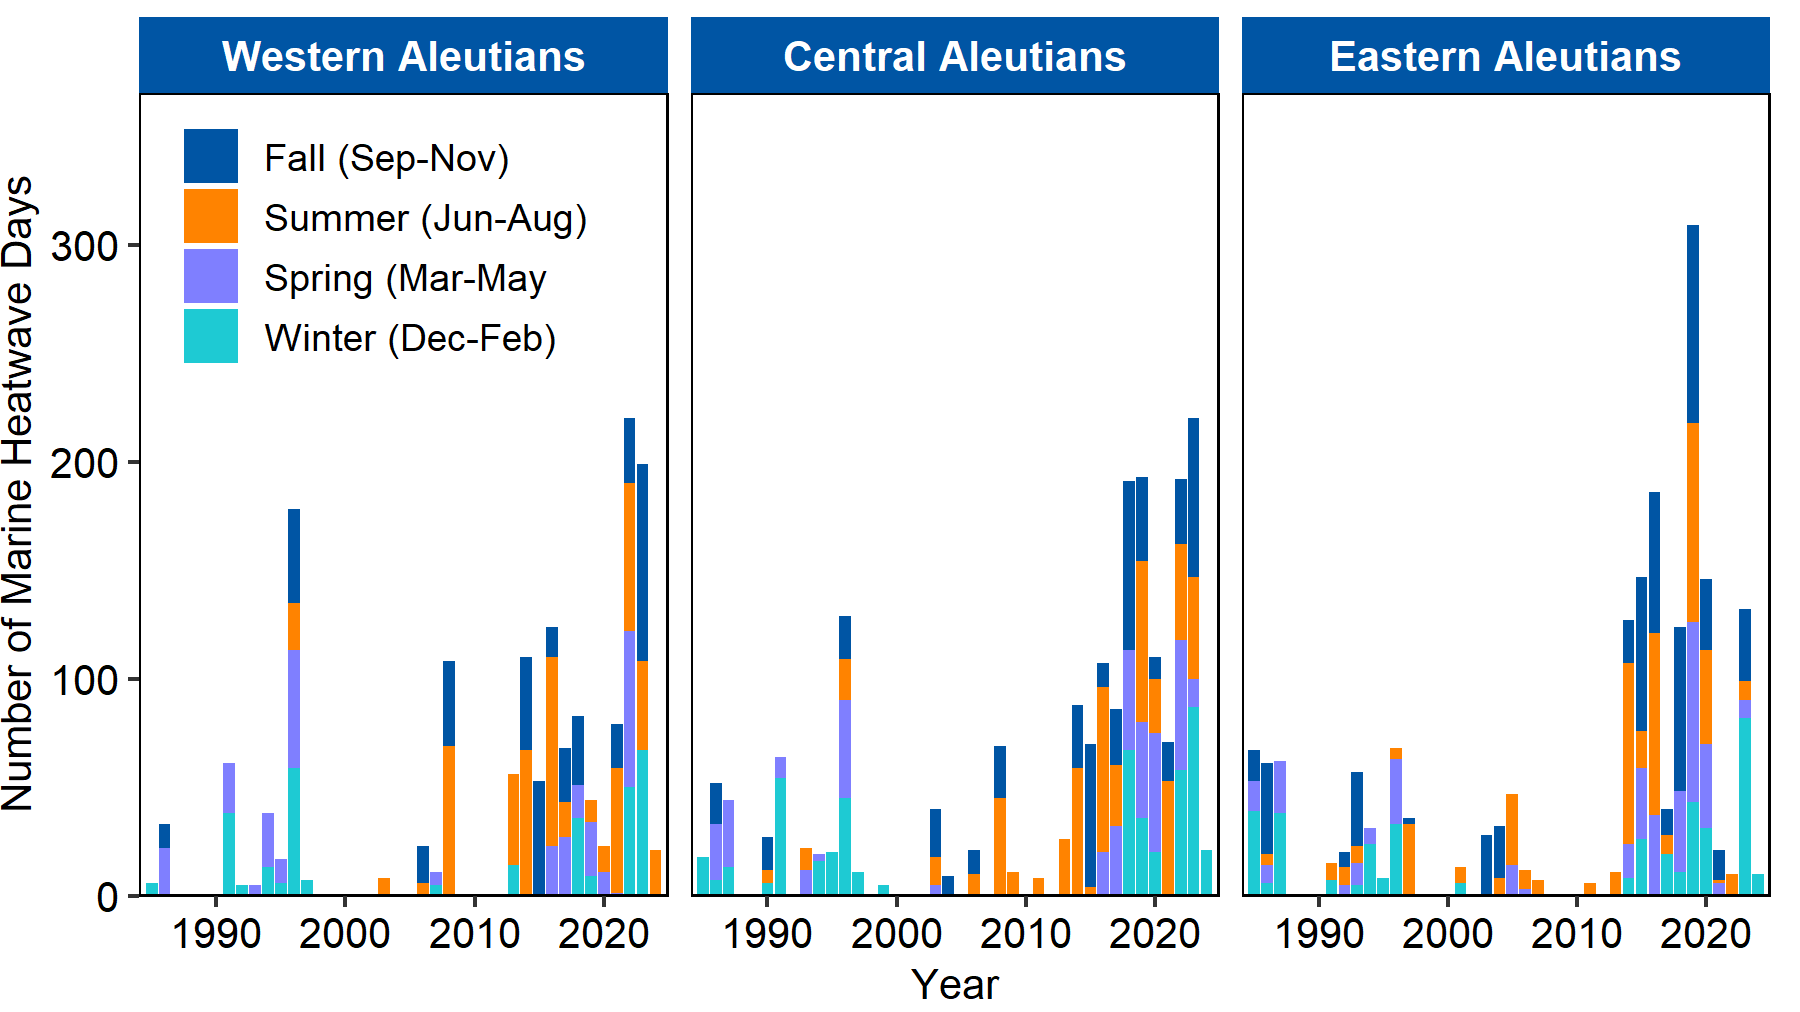 Western Aleutians
Central Aleutians
Eastern Aleutians
Fall (Sep-Nov)
Summer (Jun-Aug)
Spring (Mar-May
Winter (Dec-Feb)
Number of Marine Heatwave Days
300
200
100
0
1990 2000 2010 2020
1990 2000 2010 2020
1990 2000 2010 2020
Year